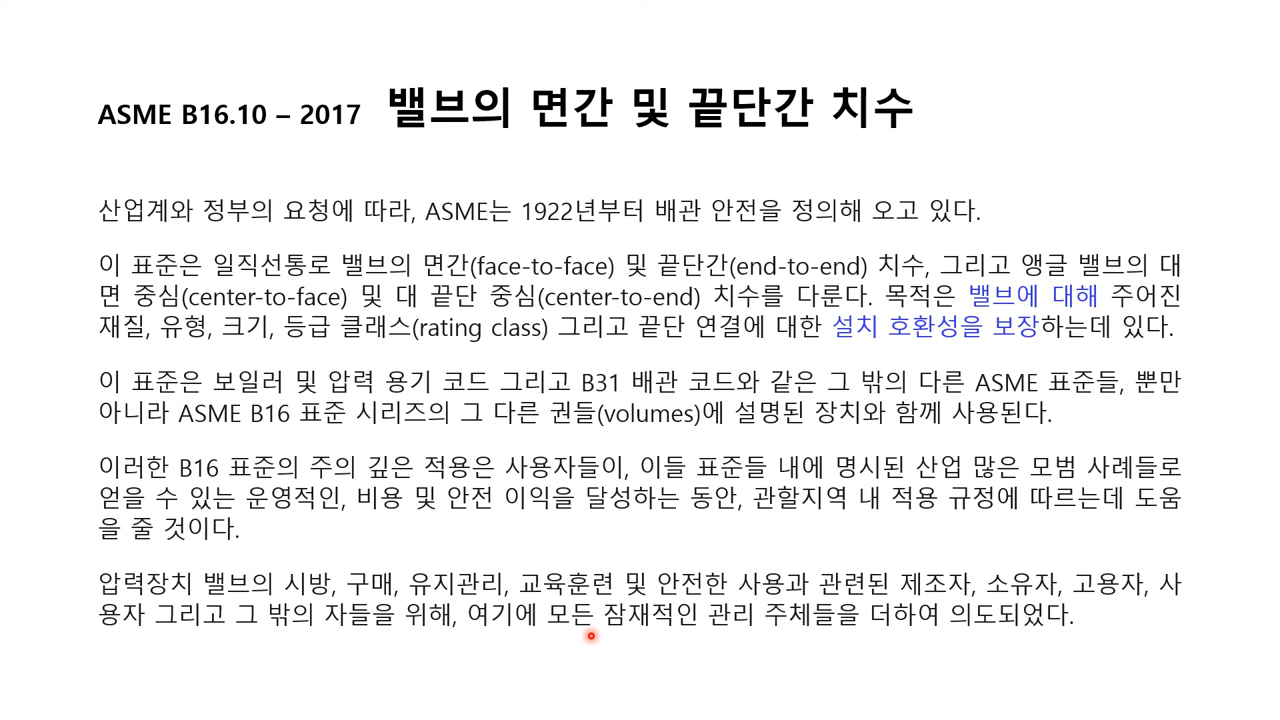 ASME B16.10 – 2017 밸브의 면간 및 끝단간 치수
산업계와 정부의 요청에 따라, ASME는 1922년부터 배관 안전을 정의해 오고 있다.
이 표준은 일직선통로 밸브의 면간(face-to-face) 및 끝단간(end-to-end) 치수, 그리고 앵글 밸브의 대
면 중심(center-to-face) 및 대 끝단 중심(center-to-end) 치수를 다룬다. 목적은 밸브에 대해 주어진
재질, 유형, 크기, 등급 클래스(rating class) 그리고 끝단 연결에 대한 설치 호환성을 보장하는데 있다.
이 표준은 보일러 및 압력 용기 코드 그리고 B31 배관 코드와 같은 그 밖의 다른 ASME 표준들, 뿐만
아니라 ASME B16 표준 시리즈의 그 다른 권들(volumes)에 설명된 장치와 함께 사용된다.
이러한 B16 표준의 주의 깊은 적용은 사용자들이, 이들 표준들 내에 명시된 산업 많은 모범 사례들로
얻을 수 있는 운영적인, 비용 및 안전 이익을 달성하는 동안, 관할지역 내 적용 규정에 따르는데 도움
을 줄 것이다.
압력장치 밸브의 시방, 구매, 유지관리, 교육훈련 및 안전한 사용과 관련된 제조자, 소유자, 고용자, 사
용자 그리고 그 밖의 자들을 위해, 여기에 모든 잠재적인 관리 주체들을 더하여 의도되었다.